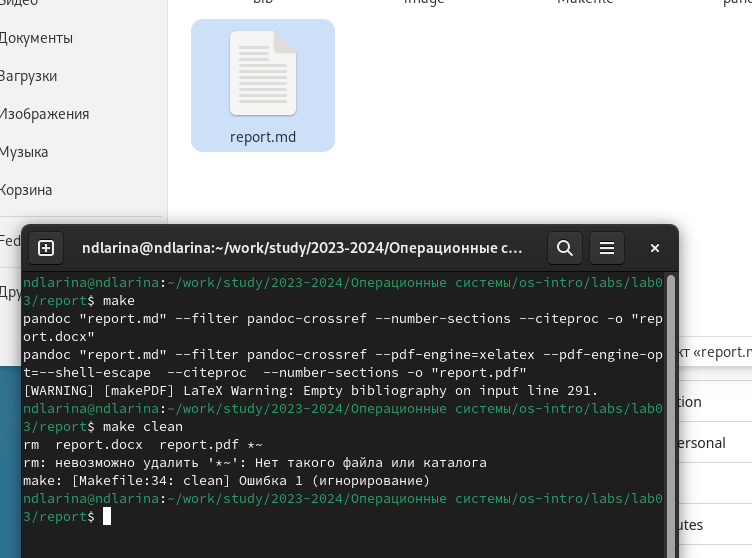 Видео
bib
image
Makefile
Документы
Загрузки
Изображения
Музыка
Корзина
report.md
ndlarina@ndlarina:~/work/study/2023-2024/Операционные с…
ndlarina@ndlarina:~/work/study/2023-2024/Операционные системы/os-intro/labs/lab0
3/report$ make
pandoc "report.md" --filter pandoc-crossref --number-sections --citeproc -o "rep
ort.docx"
pandoc "report.md" --filter pandoc-crossref --pdf-engine=xelatex --pdf-engine-op
t=--shell-escape  --citeproc  --number-sections -o "report.pdf"
[WARNING] [makePDF] LaTeX Warning: Empty bibliography on input line 291.
ndlarina@ndlarina:~/work/study/2023-2024/Операционные системы/os-intro/labs/lab0
3/report$ make clean
rm  report.docx  report.pdf *~
rm: невозможно удалить '*~': Нет такого файла или каталога
make: [Makefile:34: clean] Ошибка 1 (игнорирование)
ndlarina@ndlarina:~/work/study/2023-2024/Операционные системы/os-intro/labs/lab0
3/report$